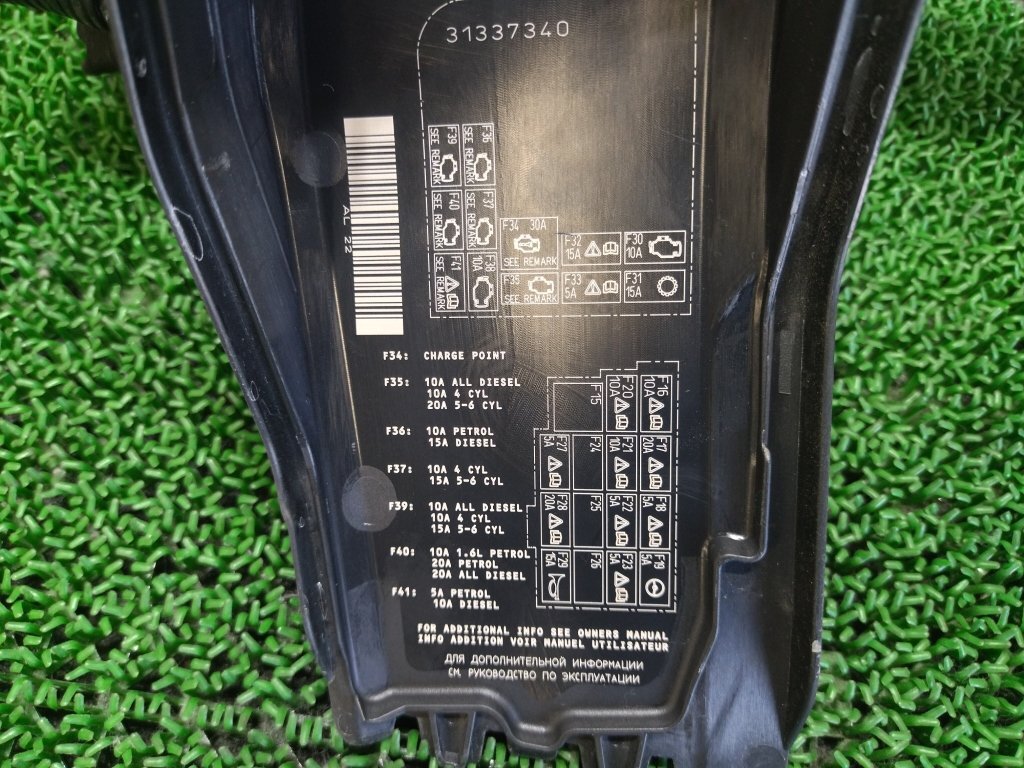 31337340
AL 22
F39
SEE REMARK
F36
SEE REMARK
F40
SEE REMARK
F37
SEE REMARK
F41
SEE REMARK
F38
10A
F34 30A
SEE REMARK
F32
15A
F30
10A
F35
SEE REMARK
F33
5A
F31
15A
F34: CHARGE POINT
F35: 10A ALL DIESEL
10A 4 CYL
20A 5-6 CYL
F36: 10A PETROL
15A DIESEL
F37: 10A 4 CYL
15A 5-6 CYL
F39: 10A ALL DIESEL
10A 4 CYL
15A 5-6 CYL
F40: 10A 1.6L PETROL
20A PETROL
20A ALL DIESEL
F41: 5A PETROL
10A DIESEL
F15
F20
10A
F16
10A
F27
5A
F24
F21
10A
F17
20A
F28
20A
F25
F22
5A
F18
5A
F29
15A
F26
F23
5A
F19
5A
FOR ADDITIONAL INFO SEE OWNERS MANUAL
INFO ADDITION VOIR MANUEL UTILISATEUR
ДЛЯ ДОПОЛНИТЕЛЬНОЙ ИНФОРМАЦИИ
СМ. РУКОВОДСТВО ПО ЭКСПЛУАТАЦИИ